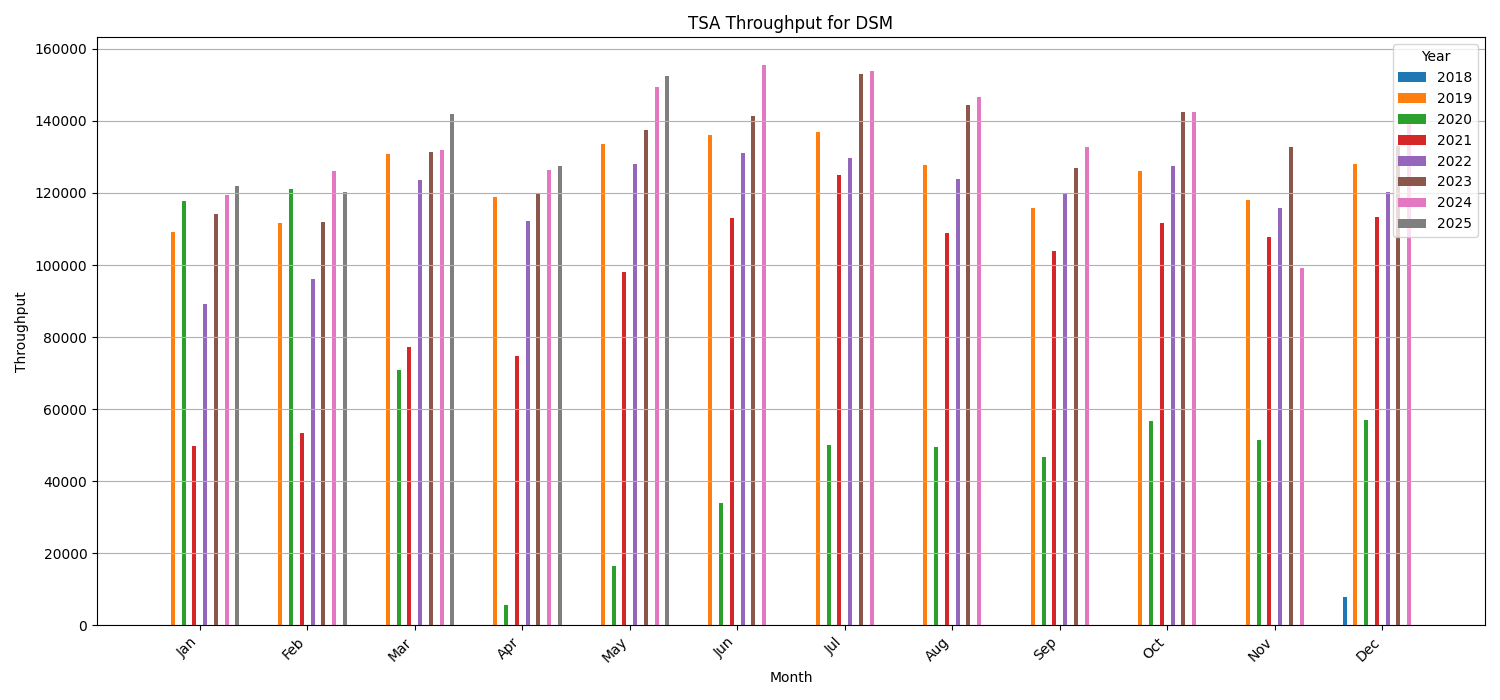 TSA Throughput for DSM
Throughput
160000
140000
120000
100000
80000
60000
40000
20000
0
Year
2018
2019
2020
2021
2022
2023
2024
2025
Jan
Feb
Mar
Apr
May
Jun
Jul
Aug
Sep
Oct
Nov
Dec
Month